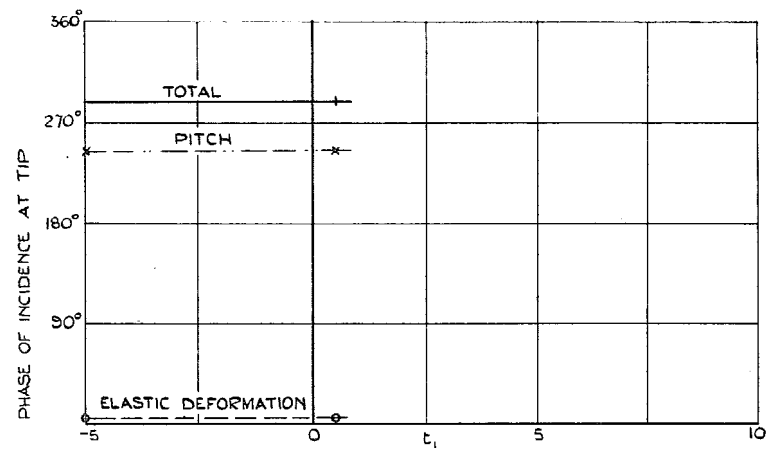 360°
TOTAL
270°
PITCH
180°
90°
ELASTIC DEFORMATION
-5 0 t₁ 5 10
PHASE OF INCIDENCE AT TIP